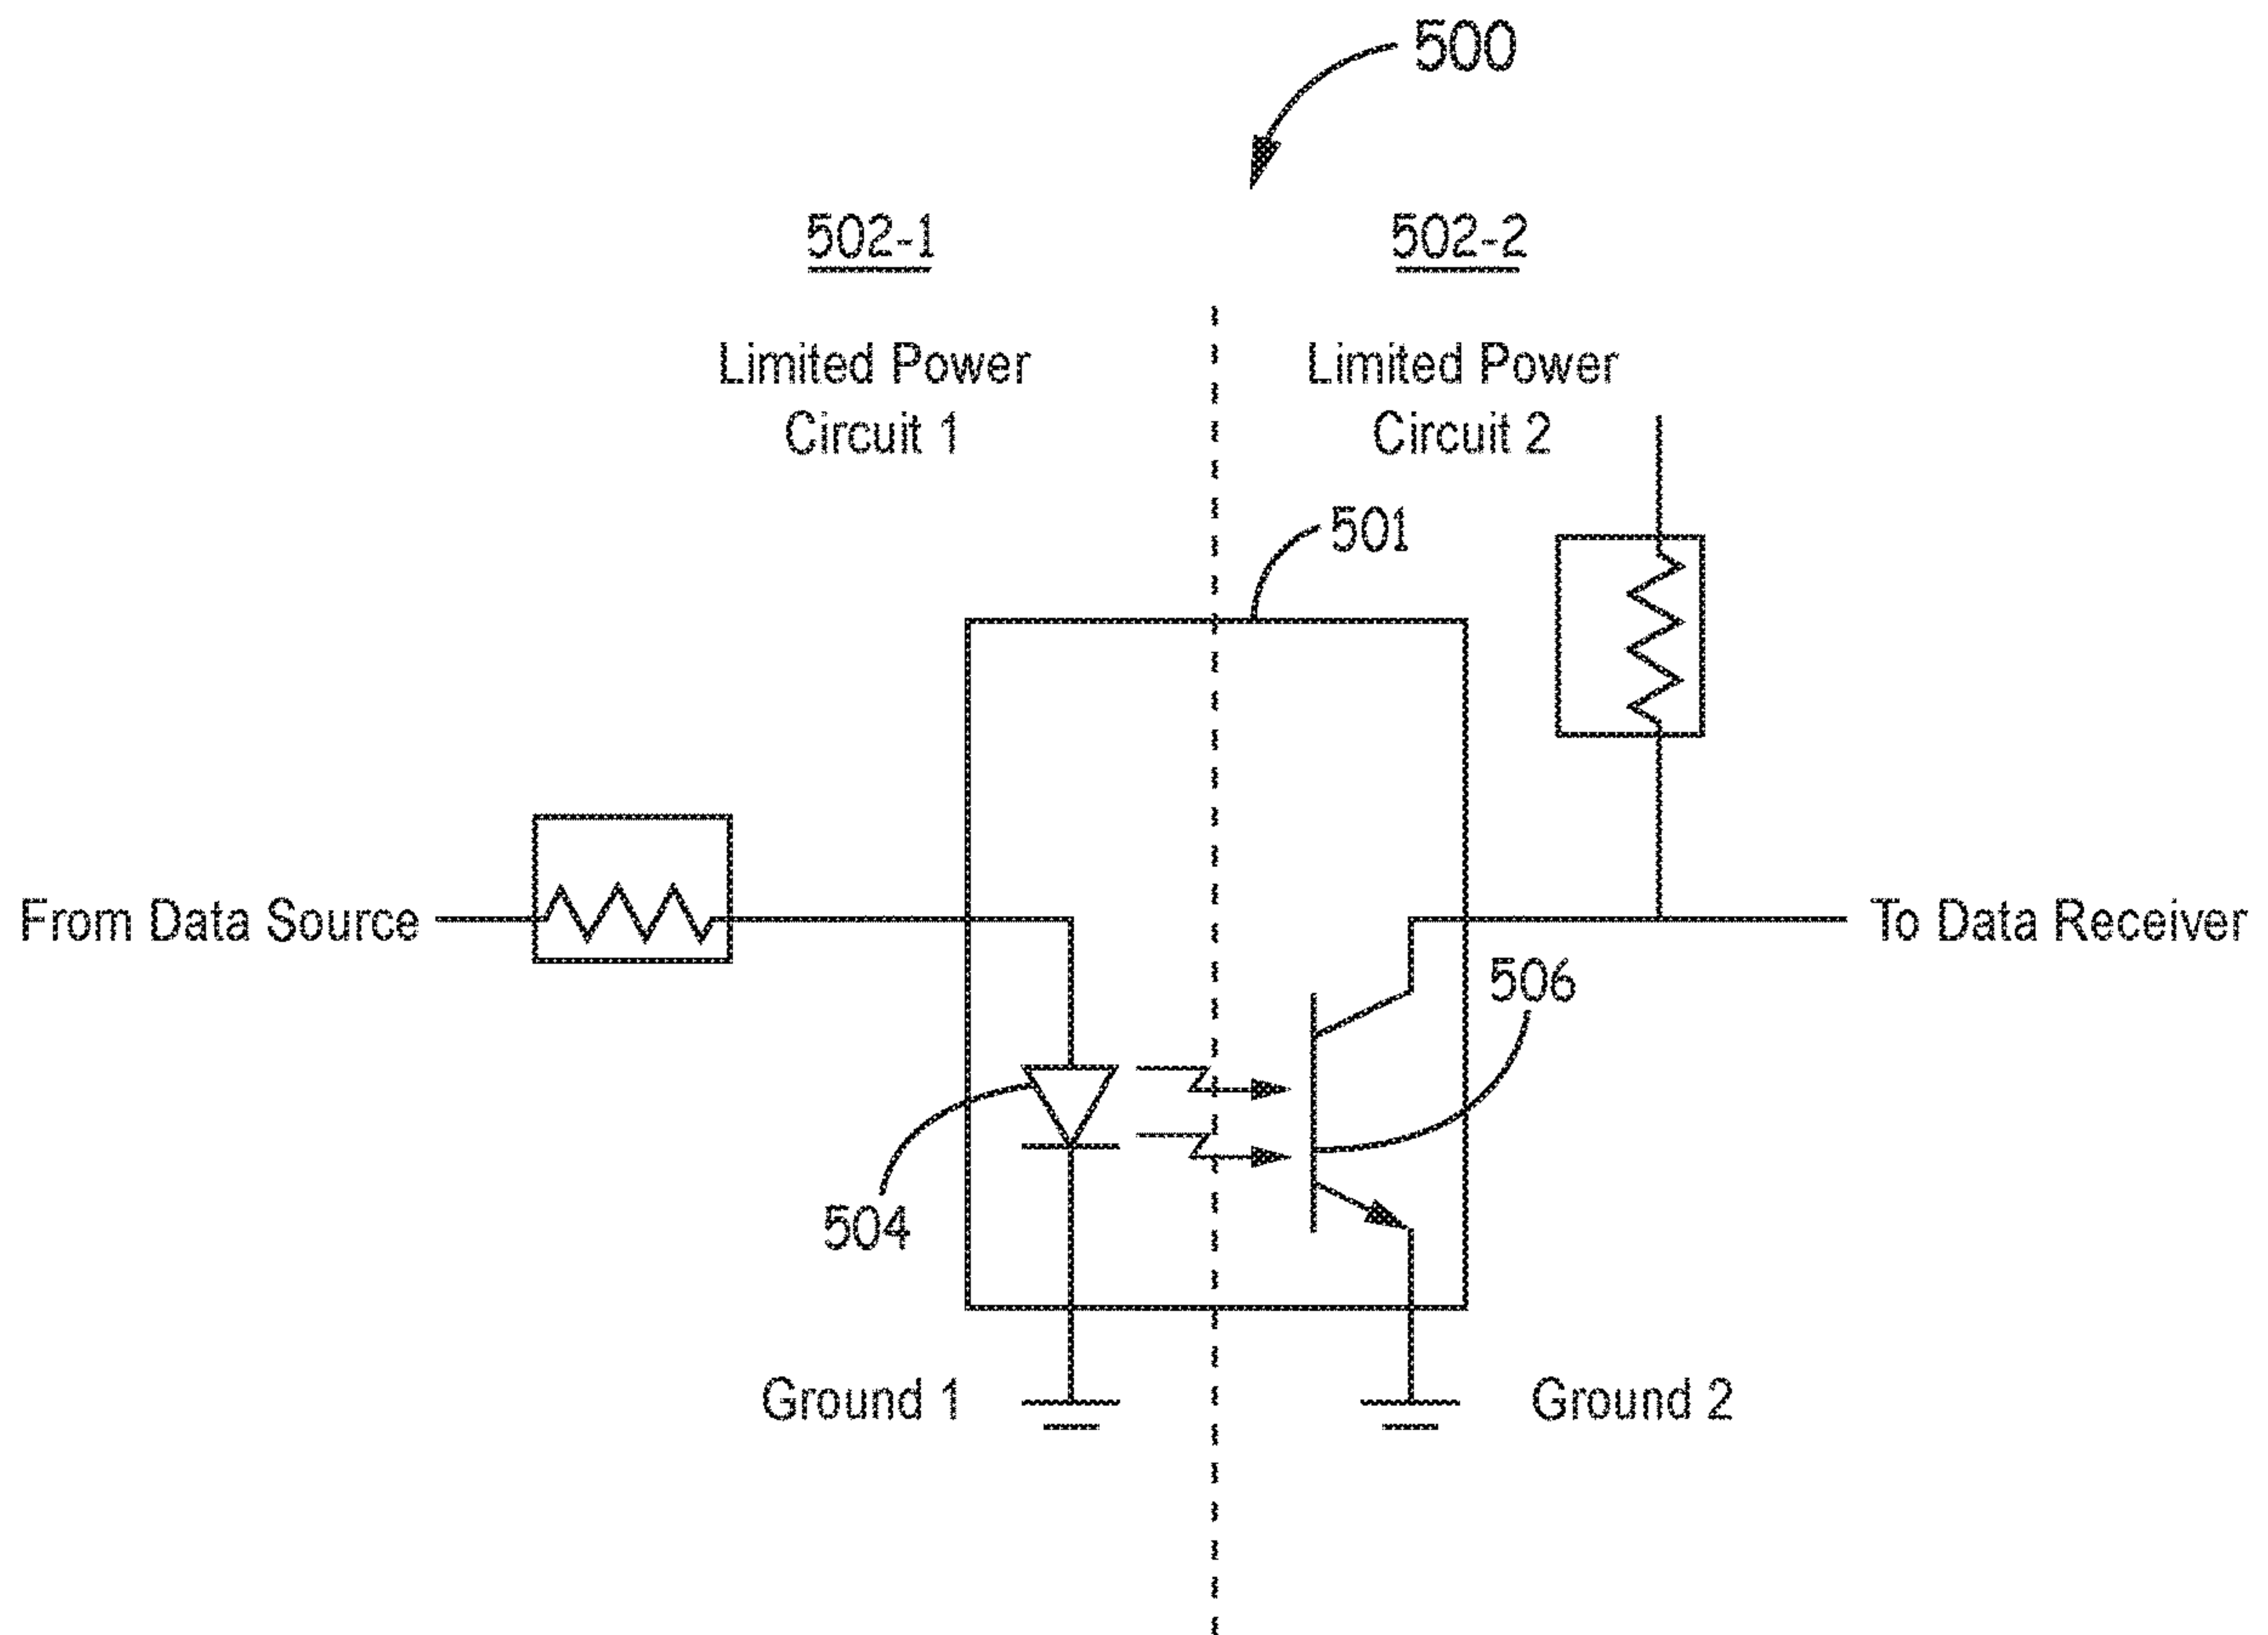 500
502-1
502-2
Limited Power
Circuit 1
Limited Power
Circuit 2
501
From Data Source
To Data Receiver
506
504
Ground 1
Ground 2